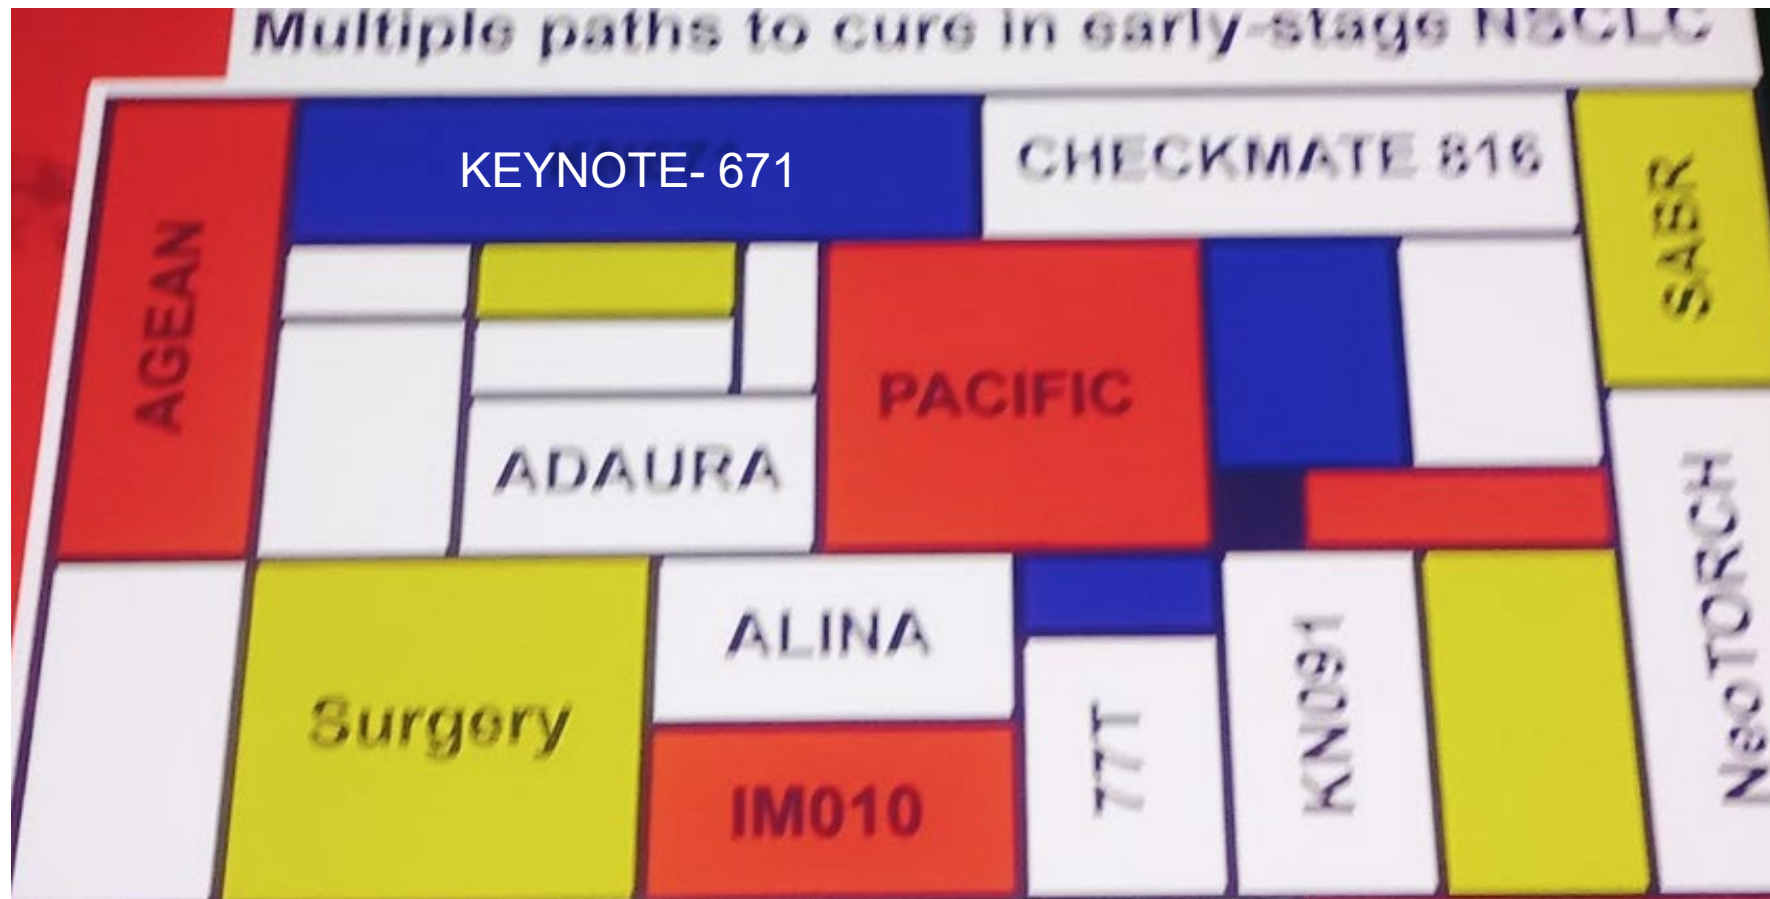 Multiple paths to cure in early-stage NSCLC
KEYNOTE- 671
CHECKMATE 816
SABR
AGEAN
PACIFIC
ADAURA
NeoTORCH
Surgery
ALINA
IM010
77T
KN091